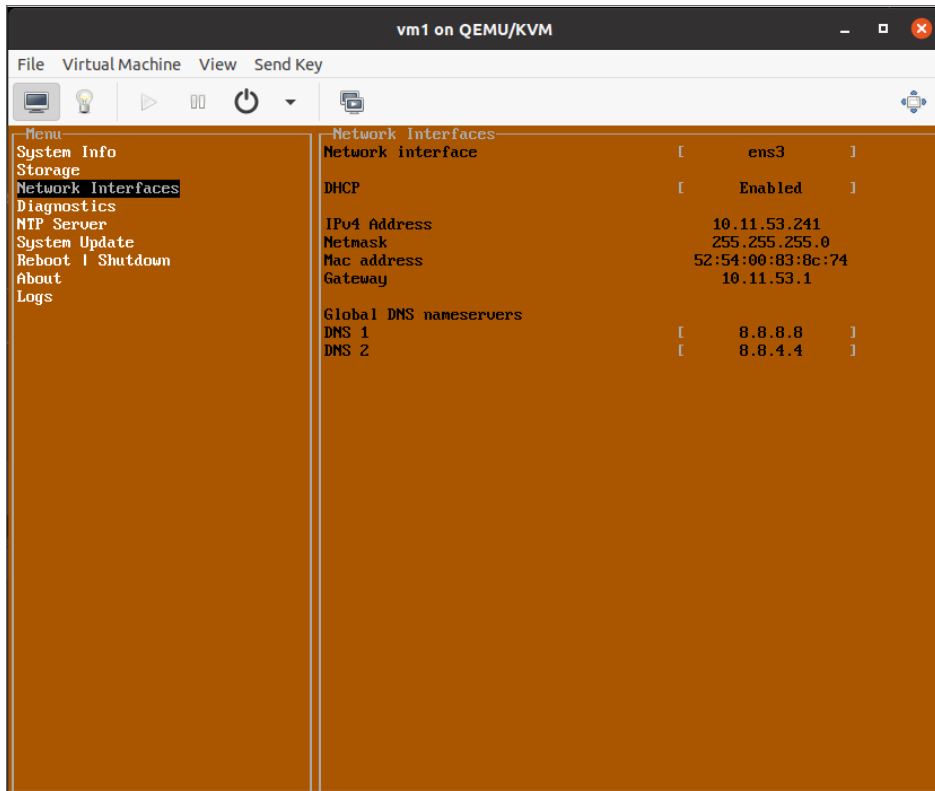 vm1 on QEMU/KVM
File Virtual Machine View Send Key
Menu
System Info
Storage
Network Interfaces
Diagnostics
NTP Server
System Update
Reboot | Shutdown
About
Logs
Network Interfaces
Network interface [ ens3 ]
DHCP [ Enabled ]
IPv4 Address 10.11.53.241
Netmask 255.255.255.0
Mac address 52:54:00:83:8c:74
Gateway 10.11.53.1
Global DNS nameservers
DNS 1 [ 8.8.8.8 ]
DNS 2 [ 8.8.4.4 ]